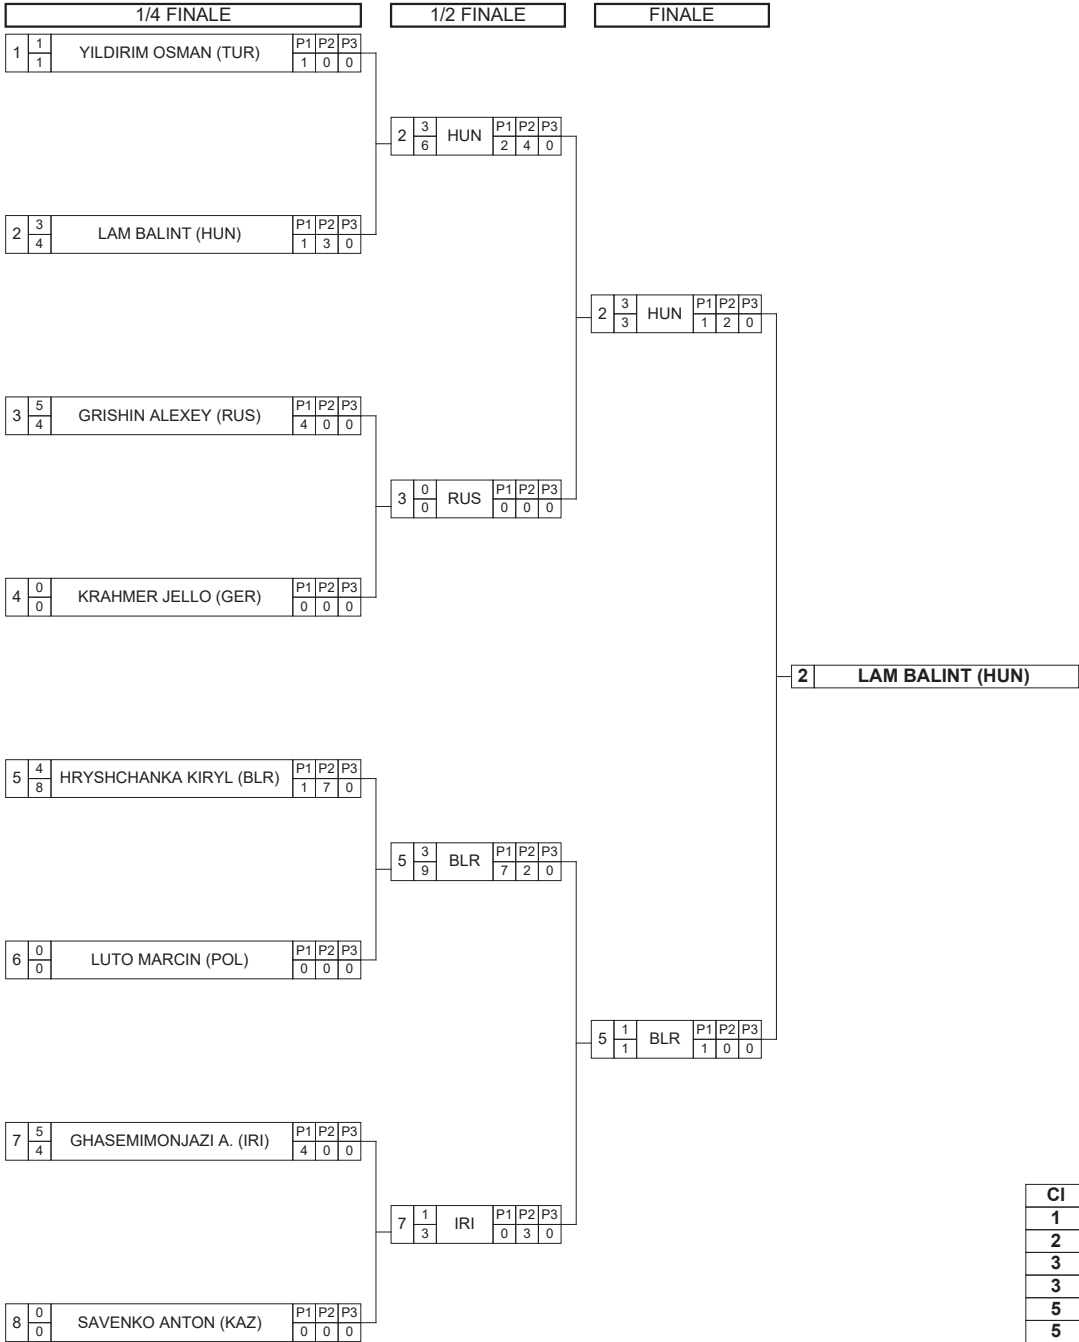 1/4 FINALE 1/2 FINALE FINALE
1 1 YILDIRIM OSMAN (TUR) P1 P2 P3
1 1 0 0
2 3 HUN P1 P2 P3
6 2 4 0
2 3 LAM BALINT (HUN) P1 P2 P3
4 1 3 0
2 3 HUN P1 P2 P3
3 1 2 0
3 5 GRISHIN ALEXEY (RUS) P1 P2 P3
4 4 0 0
3 0 RUS P1 P2 P3
0 0 0 0
4 0 KRAHMER JELLO (GER) P1 P2 P3
0 0 0 0
2 LAM BALINT (HUN)
5 4 HRYSHCHANKA KIRYL (BLR) P1 P2 P3
8 1 7 0
5 3 BLR P1 P2 P3
9 7 2 0
6 0 LUTO MARCIN (POL) P1 P2 P3
0 0 0 0
5 1 BLR P1 P2 P3
1 1 0 0
7 5 GHASEMIMONJAZI A. (IRI) P1 P2 P3
4 4 0 0
7 1 IRI P1 P2 P3
3 0 3 0
8 0 SAVENKO ANTON (KAZ) P1 P2 P3
0 0 0 0
Cl
1
2
3
3
5
5